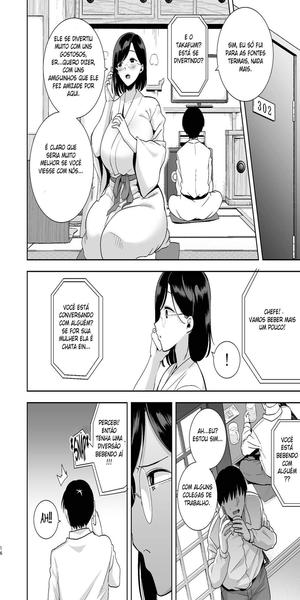 SIM, EU SÓ FUI
PARA AS FONTES
TERMAIS, NADA
MAIS.
E O
TAKAFUMI?
ESTÁ SE
DIVERTINDO?
ELE SE DIVERTIU
MUITO COM UNS
GOSTOSOS,
ER...QUERO DIZER,
COM UNS
AMIGUINHOS QUE
ELE FEZ AMIZADE
POR AQUI...
É CLARO QUE
SERIA MUITO
MELHOR SE VOCÊ
VIESSE COM NÓS...
302
CHEFE!
VAMOS BEBER MAIS
UM POUCO!
!
VOCÊ ESTÁ
CONVERSANDO
COM ALGUÉM?
SE FOR SUA
MULHER ELA É
CHATA EIN...
ESTÁ
BEBENDO
COM
ALGUÉM
??
AH...EU?
ESTOU SIM...
COM ALGUNS
COLEGAS DE
TRABALHO.
PERCEBI!
ENTÃO
TENHA UMA
DIVERSÃO
BEBENDO AÍ
!!!
AH!!